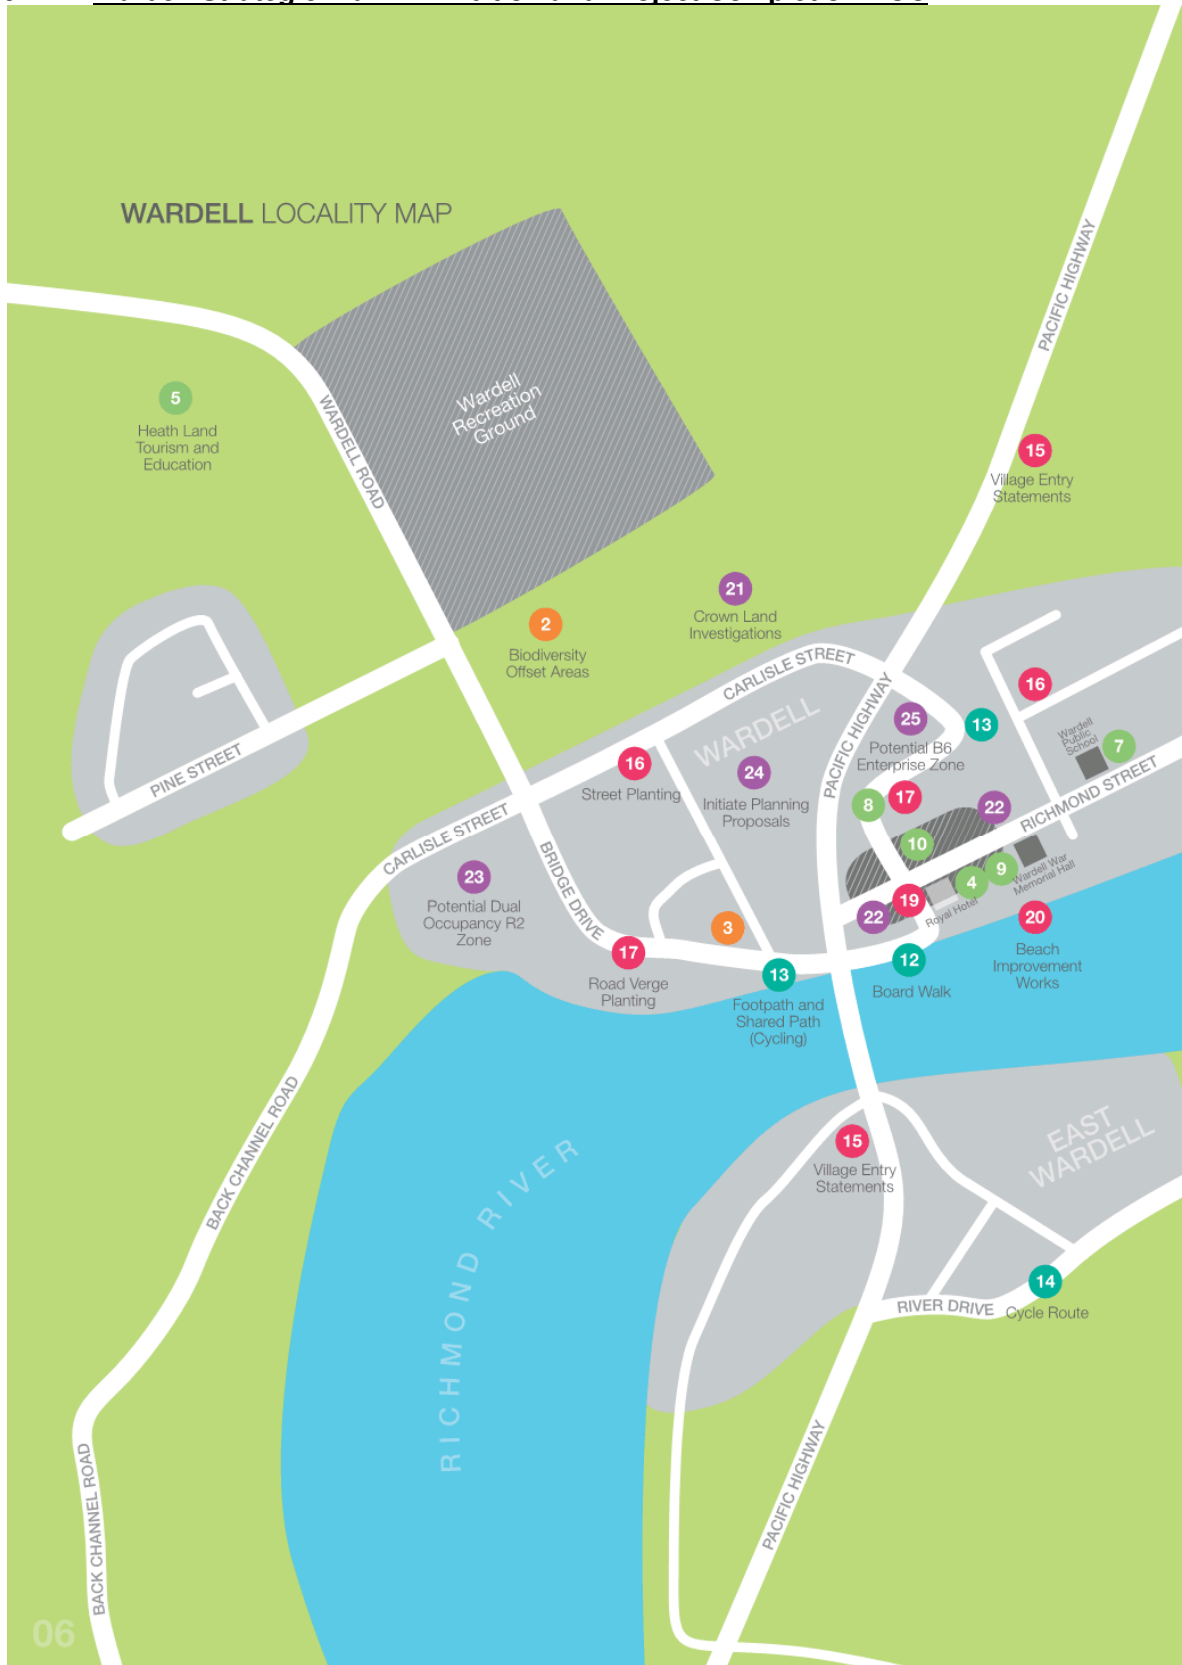 WARDELL LOCALITY MAP
PACIFIC HIGHWAY
Wardell
Recreation
Ground
WARDELL ROAD
5
Heath Land
Tourism and
Education
15
Village Entry
Statements
21
Crown Land
Investigations
2
Biodiversity
Offset Areas
CARLISLE STREET
WARDELL
PACIFIC HIGHWAY
16
25
Potential B6
Enterprise Zone
13
Wardell
Public
School
7
PINE STREET
16
Street Planting
24
Initiate Planning
Proposals
8
17
22
RICHMOND STREET
CARLISLE STREET
BRIDGE DRIVE
10
9
Wardell War
Memorial Hall
23
Potential Dual
Occupancy R2
Zone
4
Royal Hotel
19
22
3
20
Beach
Improvement
Works
17
Road Verge
Planting
13
Footpath and
Shared Path
(Cycling)
12
Board Walk
BACK CHANNEL ROAD
RICHMOND RIVER
15
Village Entry
Statements
EAST
WARDELL
14
Cycle Route
RIVER DRIVE
PACIFIC HIGHWAY
BACK CHANNEL ROAD
06